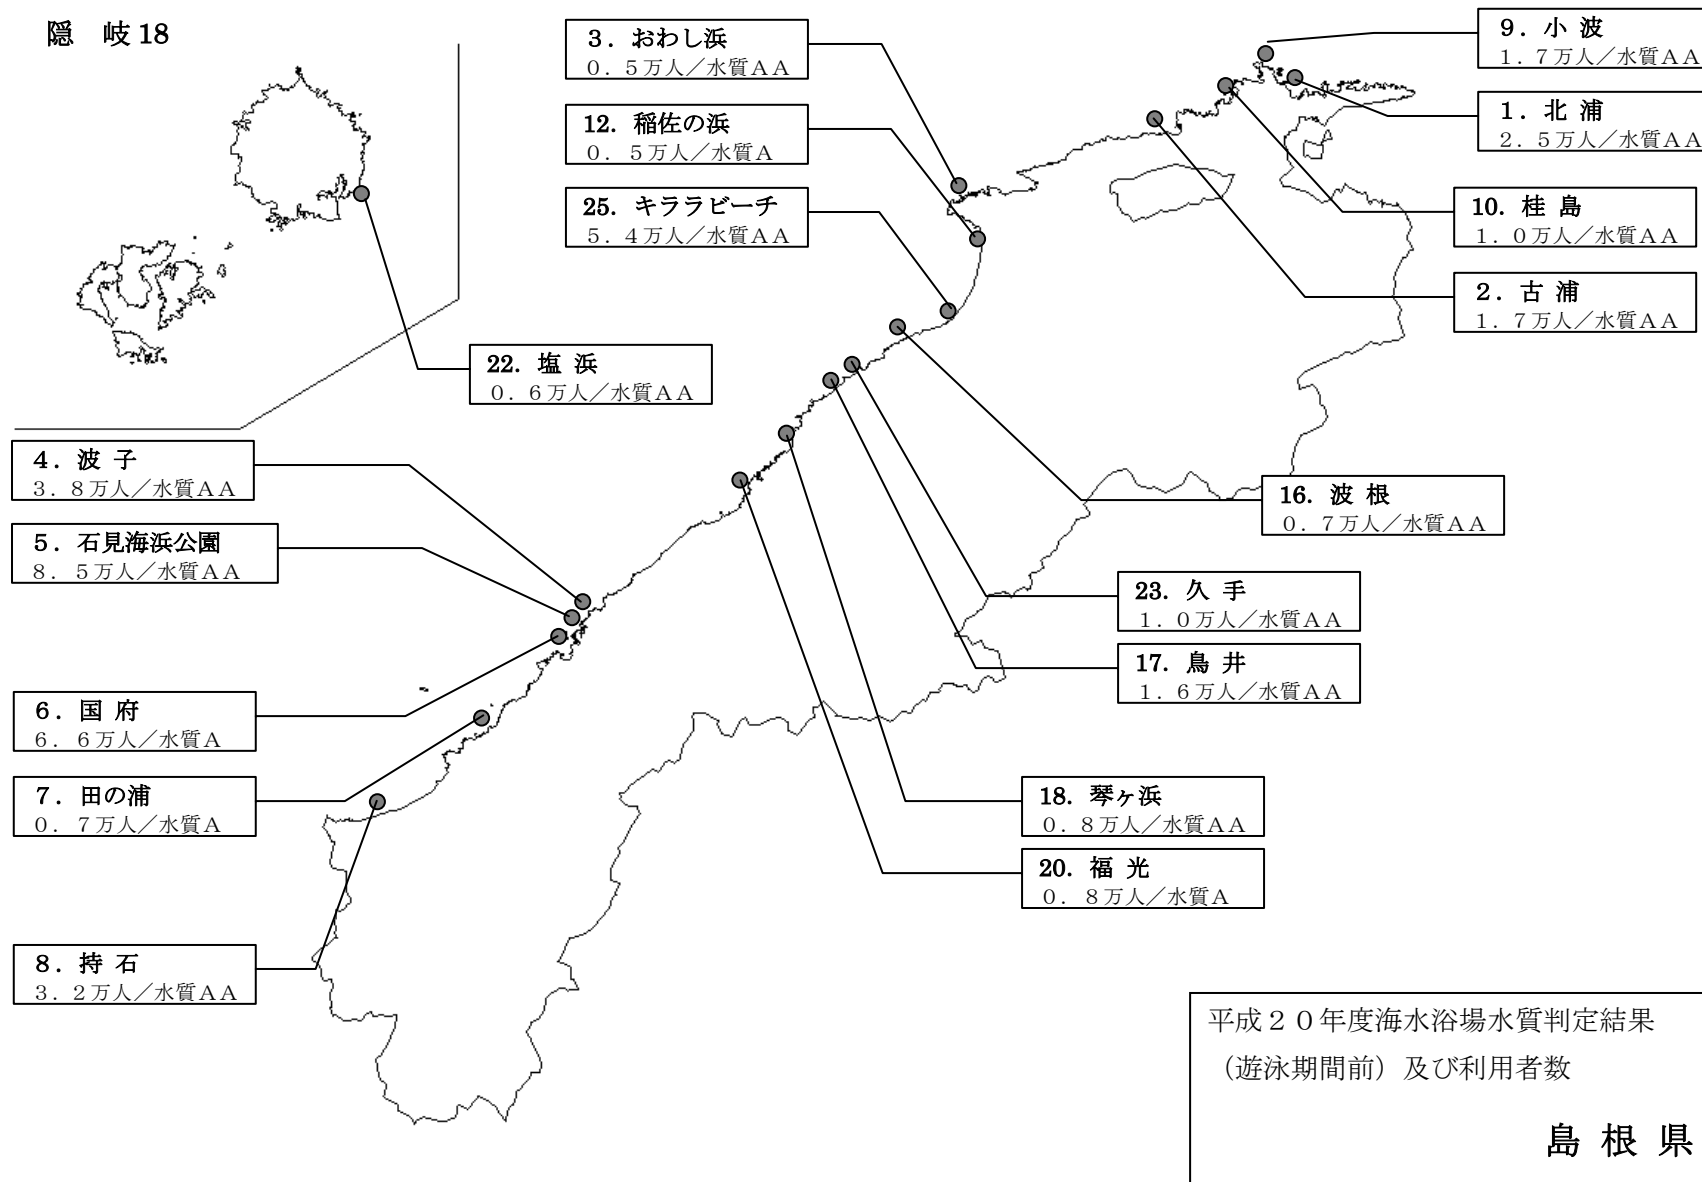 隠　岐18
3．おわし浜
０．５万人／水質ＡＡ
12．稲佐の浜
０．５万人／水質Ａ
25．キララビーチ
５．４万人／水質ＡＡ
9．小 波
１．７万人／水質ＡＡ
1．北 浦
２．５万人／水質ＡＡ
10．桂 島
１．０万人／水質ＡＡ
2．古 浦
１．７万人／水質ＡＡ
22．塩 浜
０．６万人／水質ＡＡ
4．波 子
３．８万人／水質ＡＡ
5．石見海浜公園
８．５万人／水質ＡＡ
6．国 府
６．６万人／水質Ａ
7．田の浦
０．７万人／水質Ａ
8．持 石
３．２万人／水質ＡＡ
16．波 根
０．７万人／水質ＡＡ
23．久 手
１．０万人／水質ＡＡ
17．鳥 井
１．６万人／水質ＡＡ
18．琴ヶ浜
０．８万人／水質ＡＡ
20．福 光
０．８万人／水質Ａ
平成２０年度海水浴場水質判定結果
（遊泳期間前）及び利用者数
島 根 県